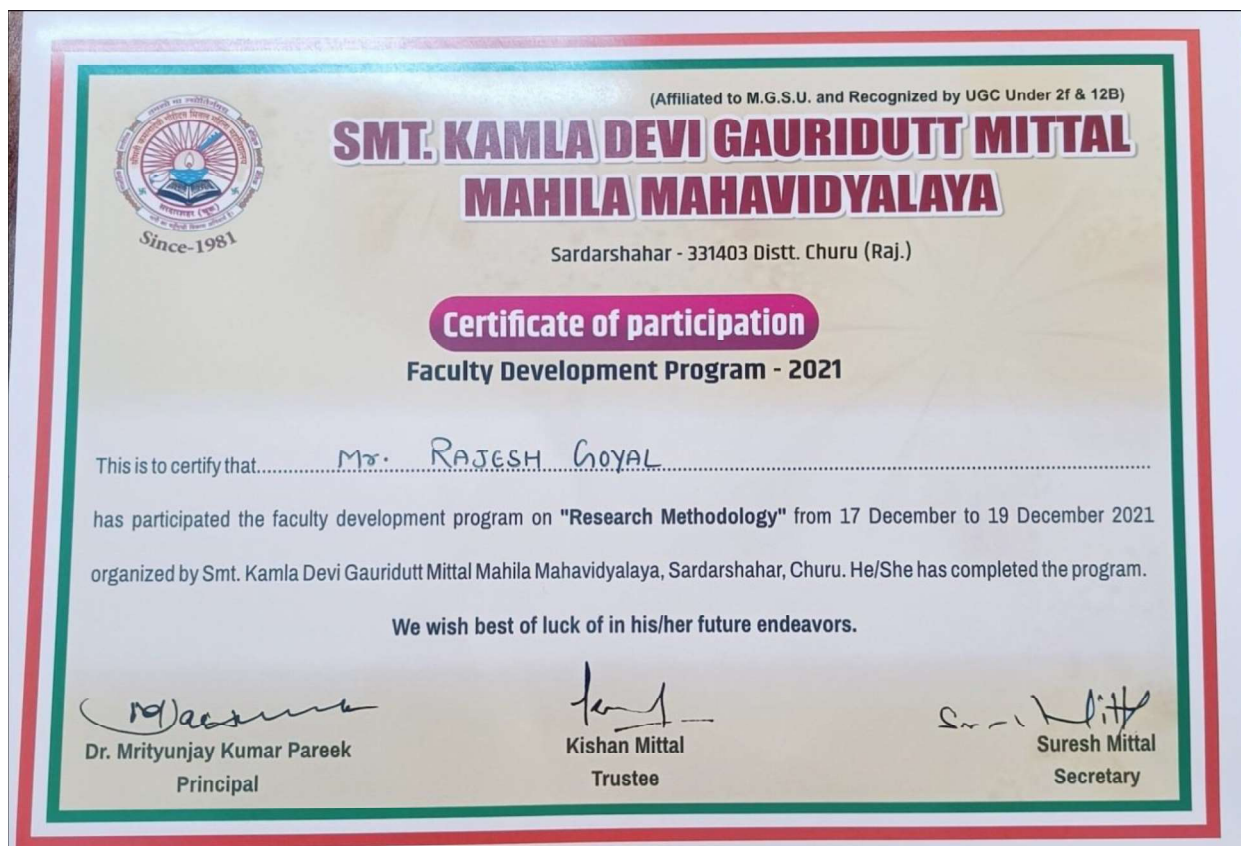 (Affiliated to M.G.S.U. and Recognized by UGC Under 2f & 12B)
SMT. KAMLA DEVI GAURIDUTT MITTAL
MAHILA MAHAVIDYALAYA
Since-1981
Sardarshahar - 331403 Distt. Churu (Raj.)
Certificate of participation
Faculty Development Program - 2021
This is to certify that............Mr. RAJESH GOYAL............
has participated the faculty development program on "Research Methodology" from 17 December to 19 December 2021
organized by Smt. Kamla Devi Gauridutt Mittal Mahila Mahavidyalaya, Sardarshahar, Churu. He/She has completed the program.
We wish best of luck of in his/her future endeavors.
Dr. Mrityunjay Kumar Pareek
Principal
Kishan Mittal
Trustee
Suresh Mittal
Secretary